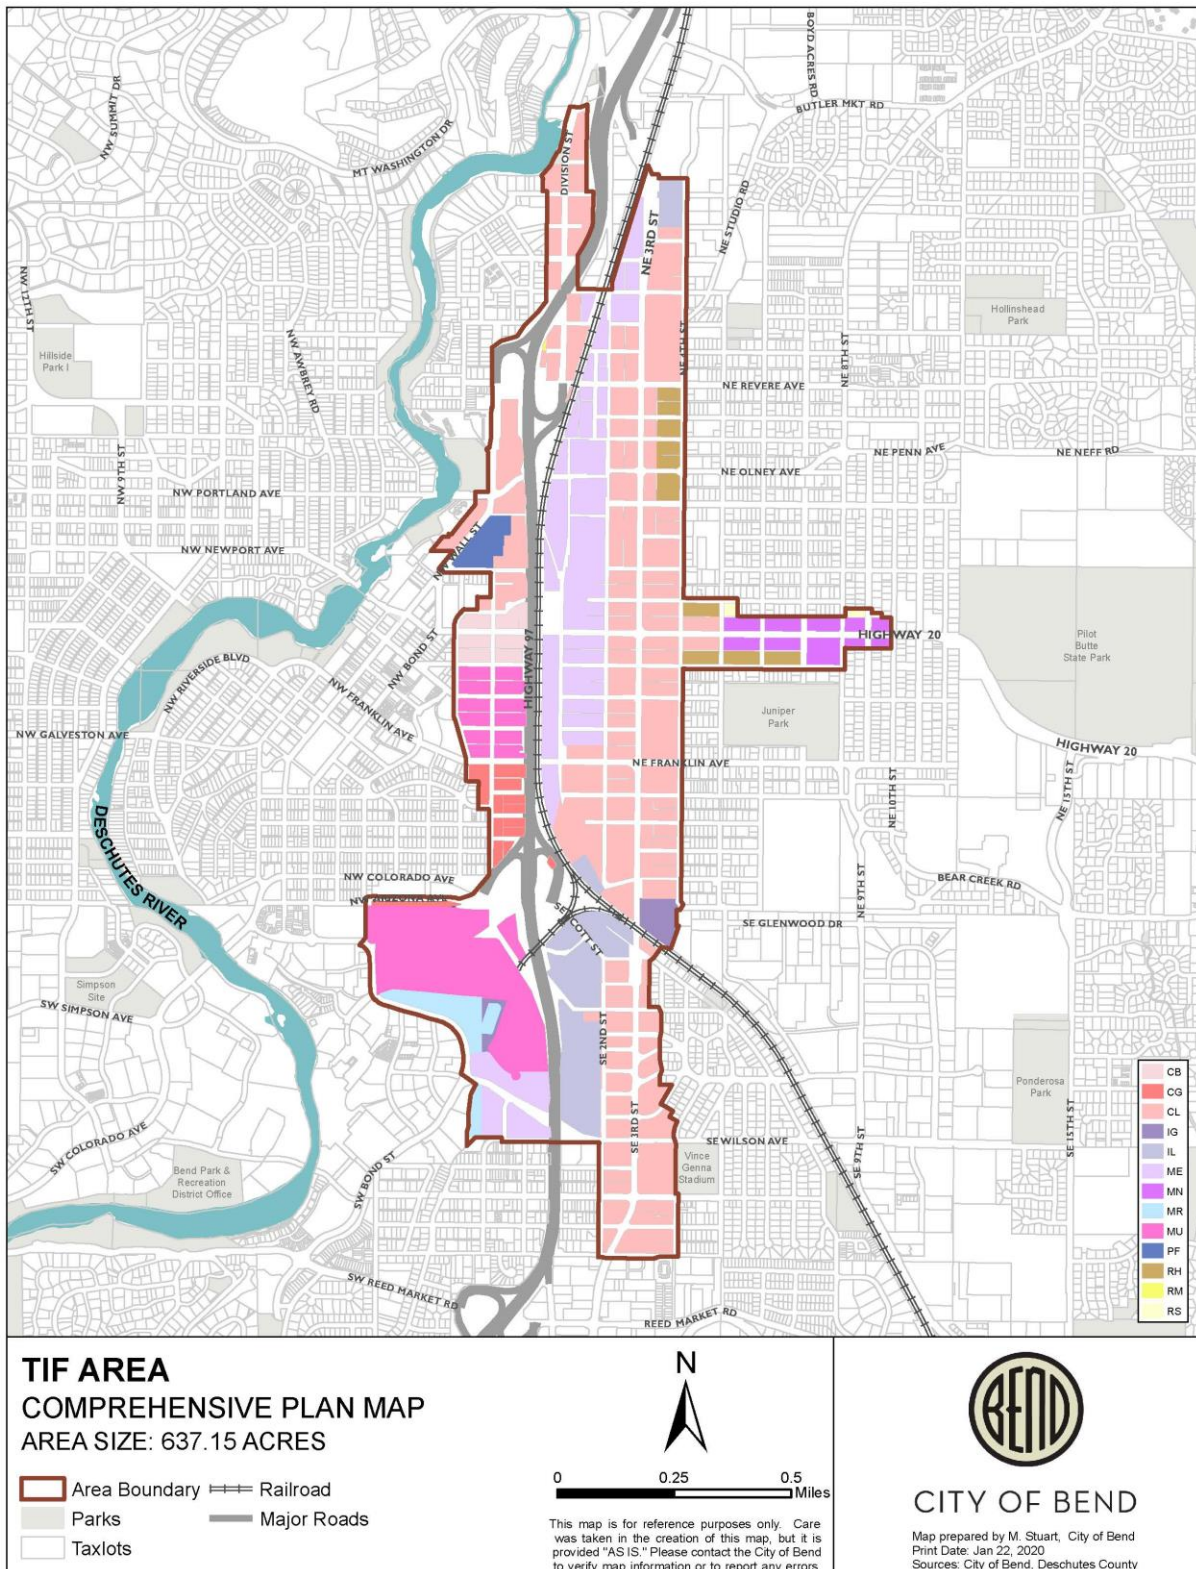 BOYD ACRES RD
BUTLER MKT RD
NW SUMMIT DR
MT WASHINGTON DR
DIVISION ST
NE STUDIO RD
NE 3RD ST
NW 12TH ST
Hollinshead
Park
Hillside
Park I
NW AWBREY RD
NE 4TH ST
NE 8TH ST
NE REVERE AVE
NW 9TH ST
NE PENN AVE
NE NEFF RD
NE OLNEY AVE
NW PORTLAND AVE
NW WALL ST
NW NEWPORT AVE
HIGHWAY 20
Pilot
Butte
State Park
NW BOND ST
HIGHWAY 97
NW RIVERSIDE BLVD
NW FRANKLIN AVE
Juniper
Park
NW GALVESTON AVE
HIGHWAY 20
NE FRANKLIN AVE
NE 10TH ST
NE 15TH ST
DESCHUTES RIVER
NW COLORADO AVE
BEAR CREEK RD
NE 9TH ST
NW ARIZONA AVE
SE SCOTT ST
SE GLENWOOD DR
Simpson
Site
SW SIMPSON AVE
SE 2ND ST
Ponderosa
Park
SE 3RD ST
SE 15TH ST
SW COLORADO AVE
SE WILSON AVE
SE 9TH ST
Bend Park &
Recreation
District Office
SW BOND ST
Vince
Genna
Stadium
SW REED MARKET RD
REED MARKET RD
CB
CG
CL
IG
IL
ME
MN
MR
MU
PF
RH
RM
RS
TIF AREA
COMPREHENSIVE PLAN MAP
AREA SIZE: 637.15 ACRES
Area Boundary
Railroad
Parks
Major Roads
Taxlots
N
0 0.25 0.5
Miles
This map is for reference purposes only. Care
was taken in the creation of this map, but it is
provided "AS IS." Please contact the City of Bend
to verify map information or to report any errors.
BEND
CITY OF BEND
Map prepared by M. Stuart, City of Bend
Print Date: Jan 22, 2020
Sources: City of Bend, Deschutes County